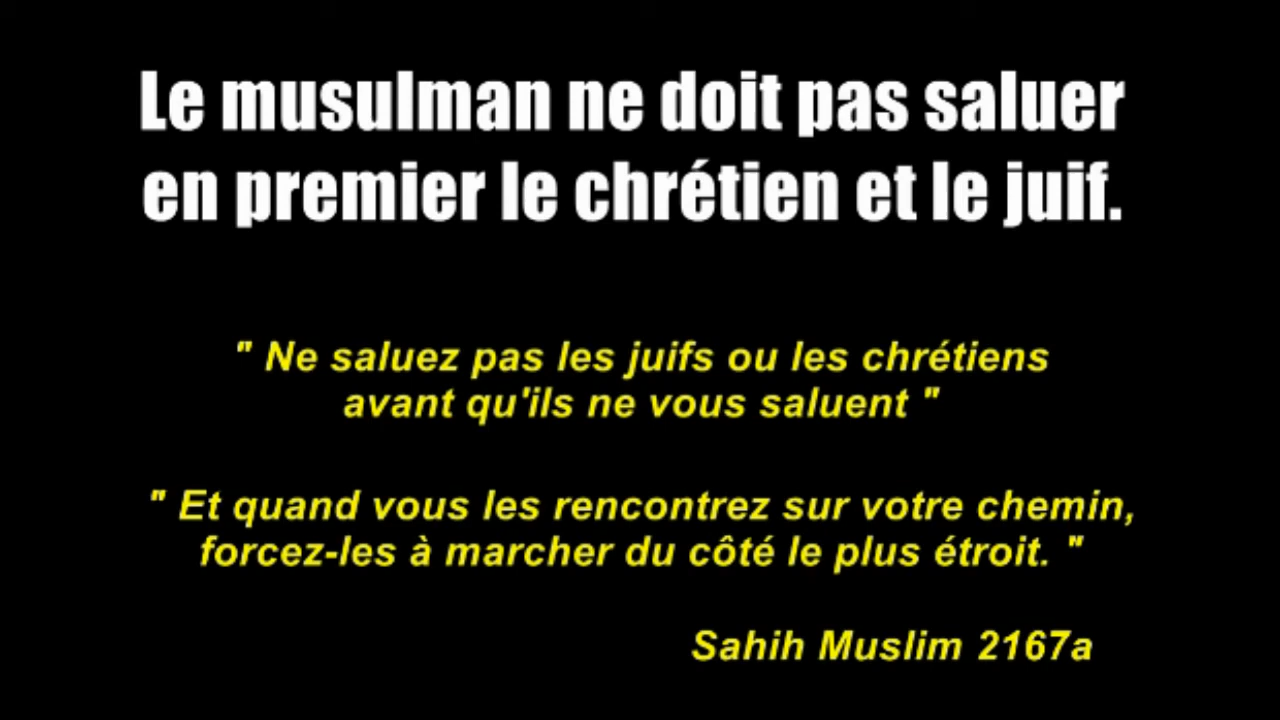 Le musulman ne doit pas saluer
en premier le chrétien et le juif.
" Ne saluez pas les juifs ou les chrétiens
avant qu'ils ne vous saluent "
" Et quand vous les rencontrez sur votre chemin,
forcez-les à marcher du côté le plus étroit. "
Sahih Muslim 2167a